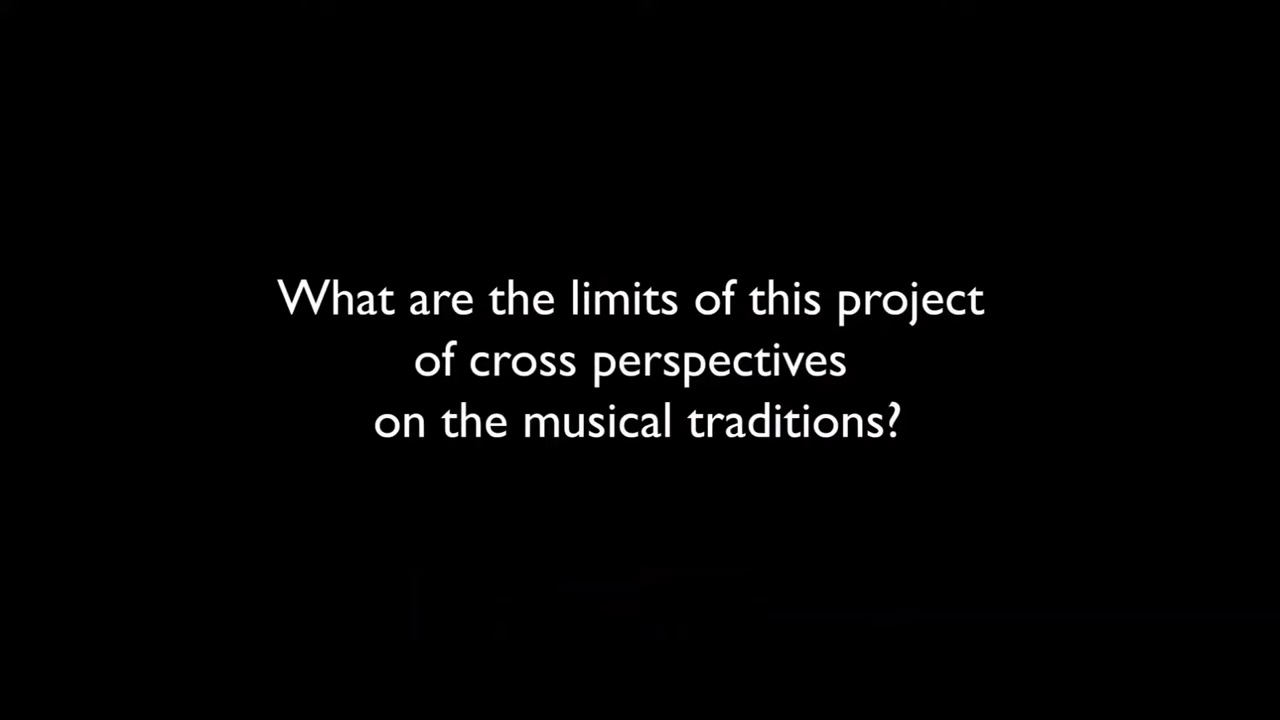 What are the limits of this project
of cross perspectives
on the musical traditions?